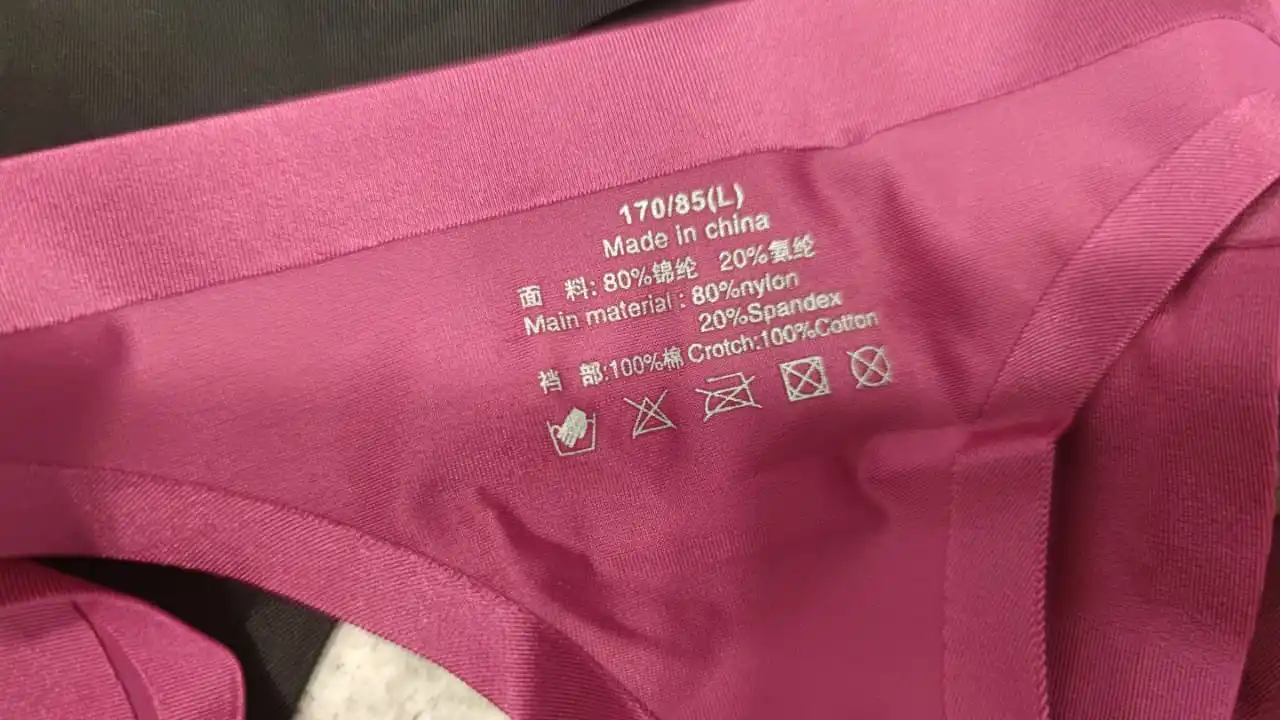 170/85(L)
Made in china
面 料: 80%锦纶 20%氨纶
Main material : 80%nylon
20%Spandex
裆 部:100%棉 Crotch:100%Cotton